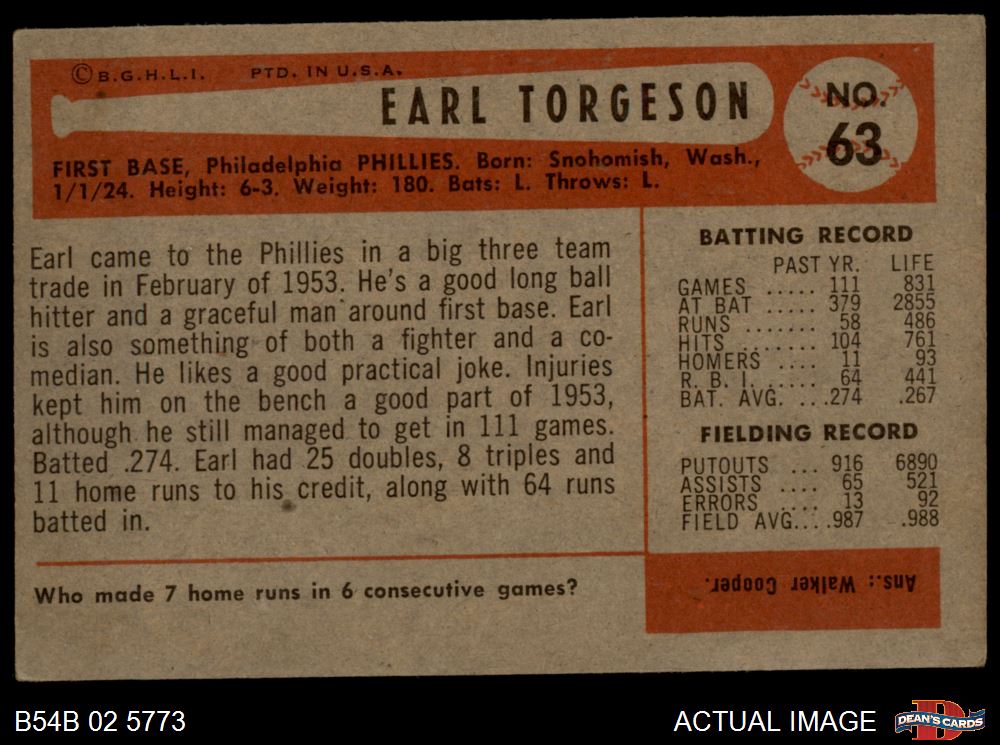 ©B.G.H.L.I. PTD. IN U.S.A.
EARL TORGESON
NO.
63
FIRST BASE, Philadelphia PHILLIES. Born: Snohomish, Wash.,
1/1/24. Height: 6-3. Weight: 180. Bats: L. Throws: L.
Earl came to the Phillies in a big three team
trade in February of 1953. He's a good long ball
hitter and a graceful man around first base. Earl
is also something of both a fighter and a co-
median. He likes a good practical joke. Injuries
kept him on the bench a good part of 1953,
although he still managed to get in 111 games.
Batted .274. Earl had 25 doubles, 8 triples and
11 home runs to his credit, along with 64 runs
batted in.
BATTING RECORD
PAST YR. LIFE
GAMES ..... 111 831
AT BAT ..... 379 2855
RUNS ....... 58 486
HITS ........ 104 761
HOMERS ..... 11 93
R. B. I. ...... 64 441
BAT. AVG. ...274 .267
FIELDING RECORD
PUTOUTS ... 916 6890
ASSISTS .... 65 521
ERRORS ..... 13 92
FIELD AVG....987 .988
Who made 7 home runs in 6 consecutive games?
Ans.: Walker Cooper.
B54B 02 5773
ACTUAL IMAGE
D
DEAN'S CARDS